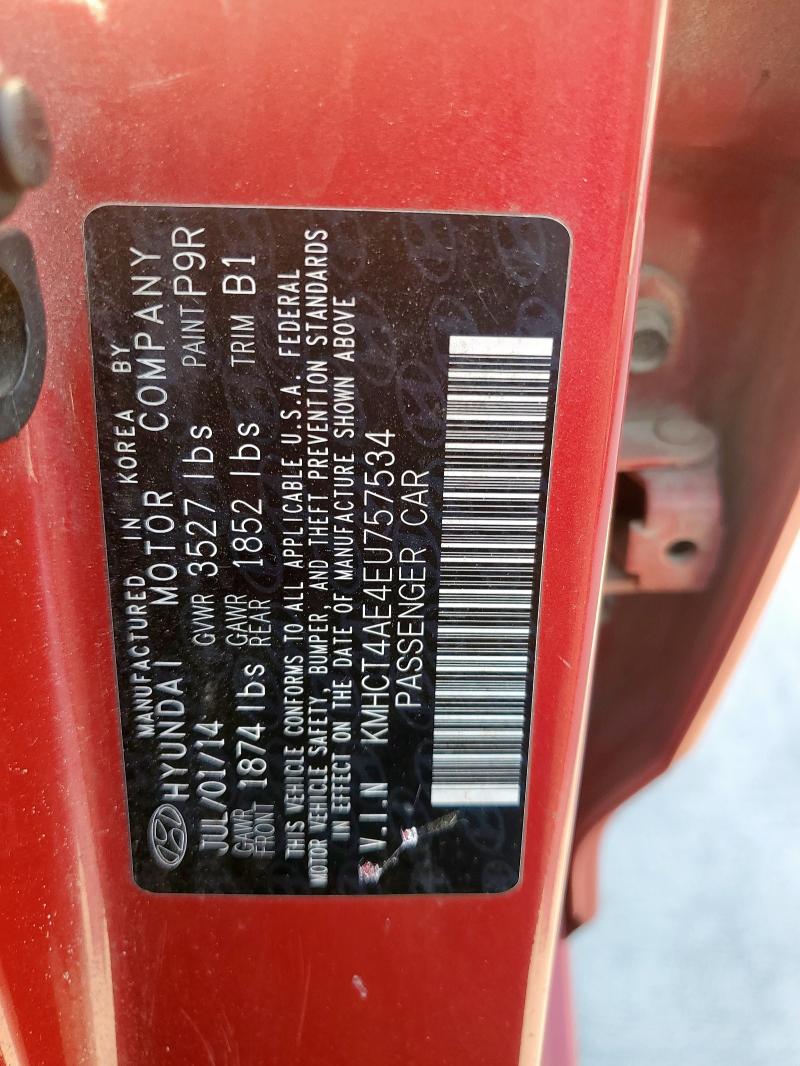 MANUFACTURED IN KOREA BY
HYUNDAI MOTOR COMPANY
JUL/01/14 GVWR 3527 lbs PAINT P9R
GAWR FRONT 1874 lbs GAWR REAR 1852 lbs TRIM B1
THIS VEHICLE CONFORMS TO ALL APPLICABLE U.S.A. FEDERAL
MOTOR VEHICLE SAFETY, BUMPER, AND THEFT PREVENTION STANDARDS
IN EFFECT ON THE DATE OF MANUFACTURE SHOWN ABOVE
V.I.N KMHCT4AE4EU757534
PASSENGER CAR